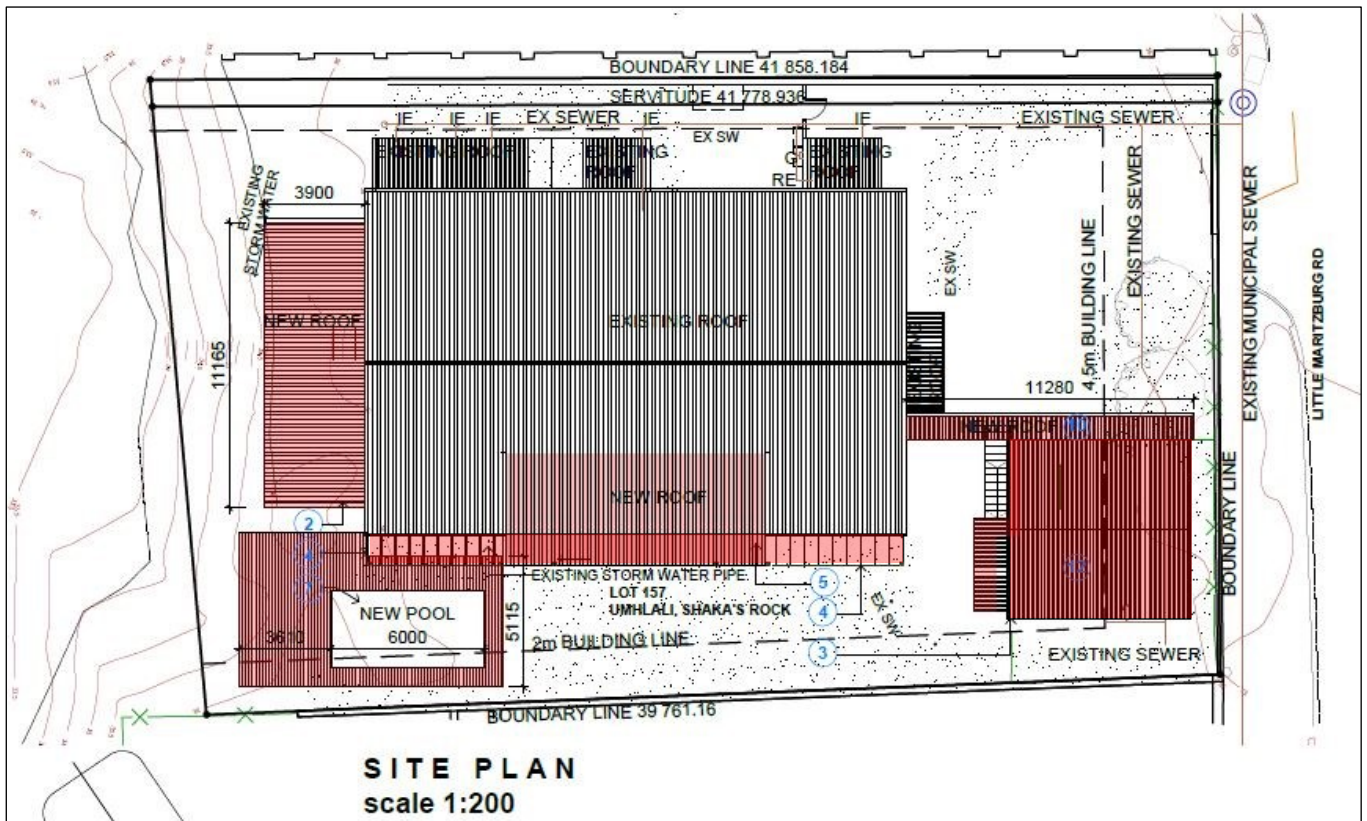 BOUNDARY LINE 41 858.184
SERVITUDE 41 778.936
IE
IE
IE
EX SEWER
IE
EX SW
IE
EXISTING SEWER
EXISTING ROOF
EXISTING
ROOF
G
EXISTING
ROOF
RE
EXISTING
STORM WATER
3900
EX SW
4,5m BUILDING LINE
EXISTING SEWER
EXISTING MUNICIPAL SEWER
LITTLE MARITZBURG RD
NEW ROOF
EXISTING ROOF
11165
11280
NEW ROOF
NEW ROOF
BOUNDARY LINE
2
5
4
3
EXISTING STORM WATER PIPE.
LOT 157
UMHLALI, SHAKA'S ROCK
EX SW
NEW POOL
3610
6000
5115
2m BUILDING LINE
EXISTING SEWER
BOUNDARY LINE 39 761.16
SITE PLAN
scale 1:200